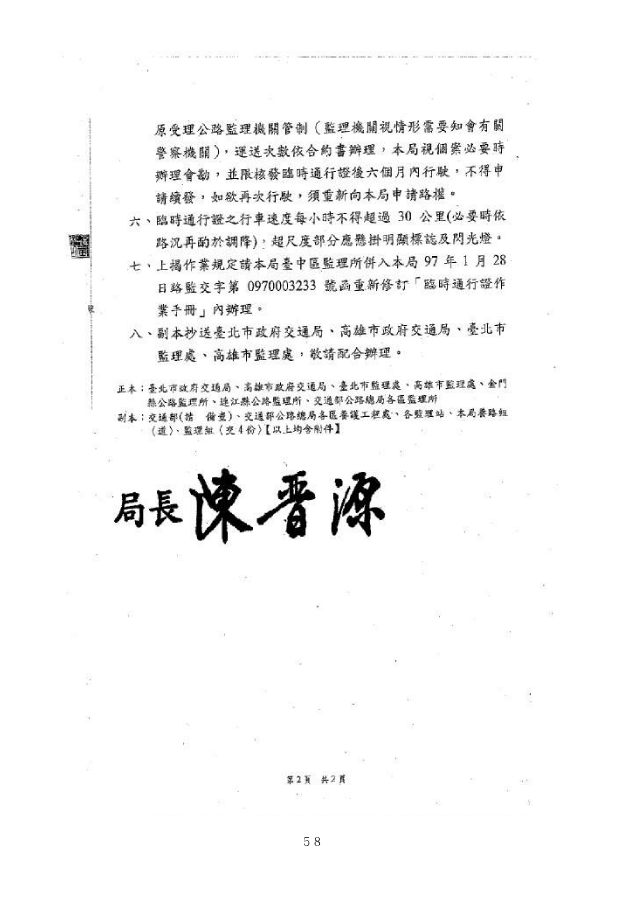 原受理公路監理機關管制（監理機關視情形需要知會有關
警察機關），運送次數依合約書辦理，本局視個案必要時
辦理會勘，並限核發臨時通行證後六個月內行駛，不得申
請續發，如欲再次行駛，須重新向本局申請路權。
六、臨時通行證之行車速度每小時不得超過 30 公里(必要時依
路況再酌於調降)，超尺度部分應懸掛明顯標誌及閃光燈。
七、上揭作業規定請本局臺中區監理所併入本局 97 年 1 月 28
日路監交字第 0970003233 號函重新修訂「臨時通行證作
業手冊」內辦理。
八、副本抄送臺北市政府交通局、高雄市政府交通局、臺北市
監理處、高雄市監理處，敬請配合辦理。
正本：臺北市政府交通局、高雄市政府交通局、臺北市監理處、高雄市監理處、金門
縣公路監理所、連江縣公路監理所、交通部公路總局各區監理所
副本：交通部(請 備查)、交通部公路總局各區養護工程處、各監理站、本局養路組
(道)、監理組（交4份）【以上均含附件】
局長陳晋源
第2頁 共2頁
58